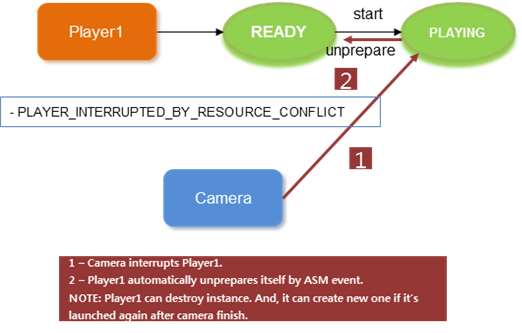 Player1
READY
start
PLAYING
unprepare
2
- PLAYER_INTERRUPTED_BY_RESOURCE_CONFLICT
1
Camera
1 – Camera interrupts Player1.
2 – Player1 automatically unprepares itself by ASM event.
NOTE: Player1 can destroy instance. And, it can create new one if it's
launched again after camera finish.